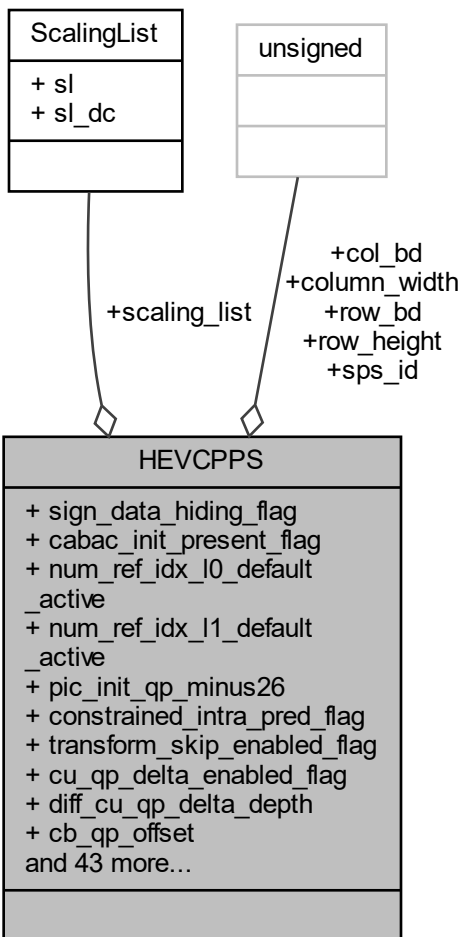 ScalingList
+ sl
+ sl_dc
unsigned
+scaling_list
+col_bd
+column_width
+row_bd
+row_height
+sps_id
HEVCPPS
+ sign_data_hiding_flag
+ cabac_init_present_flag
+ num_ref_idx_l0_default
_active
+ num_ref_idx_l1_default
_active
+ pic_init_qp_minus26
+ constrained_intra_pred_flag
+ transform_skip_enabled_flag
+ cu_qp_delta_enabled_flag
+ diff_cu_qp_delta_depth
+ cb_qp_offset
and 43 more...